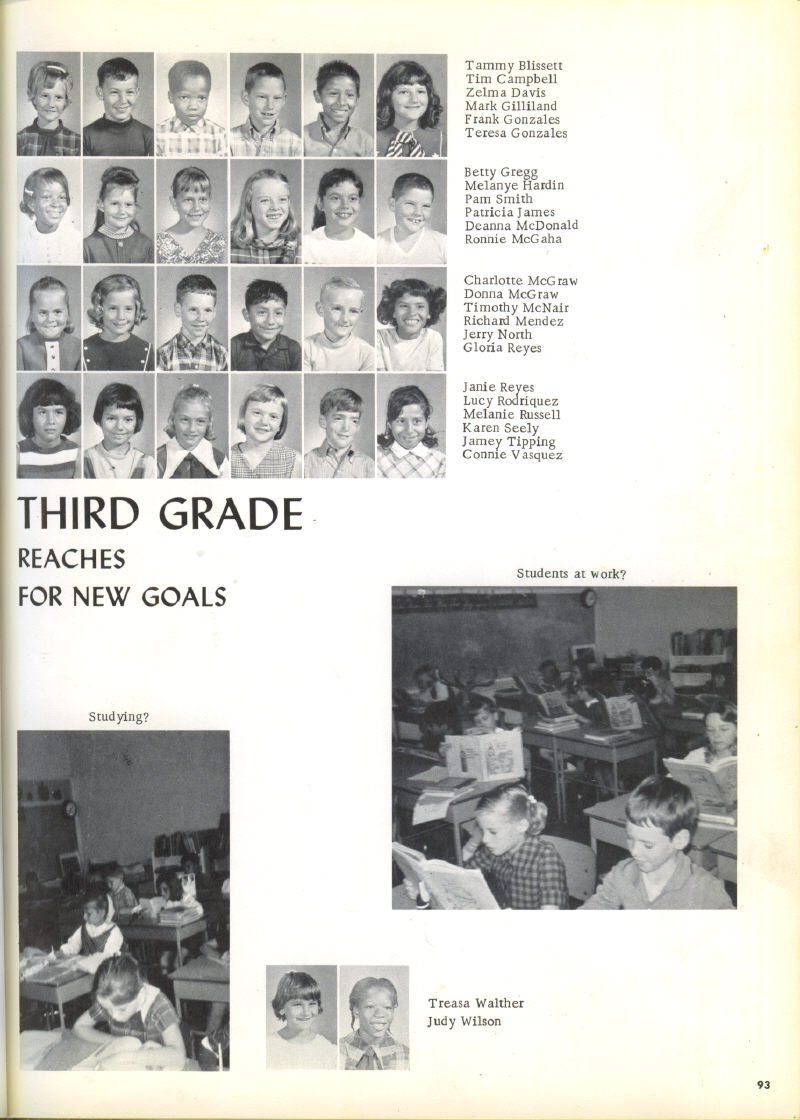 Tammy Blissett
Tim Campbell
Zelma Davis
Mark Gilliland
Frank Gonzales
Teresa Gonzales
Betty Gregg
Melanye Hardin
Pam Smith
Patricia James
Deanna McDonald
Ronnie McGaha
Charlotte McGraw
Donna McGraw
Timothy McNair
Richard Mendez
Jerry North
Gloria Reyes
Janie Reyes
Lucy Rodriquez
Melanie Russell
Karen Seely
Jamey Tipping
Connie Vasquez
THIRD GRADE
REACHES
FOR NEW GOALS
Students at work?
Studying?
Treasa Walther
Judy Wilson
93